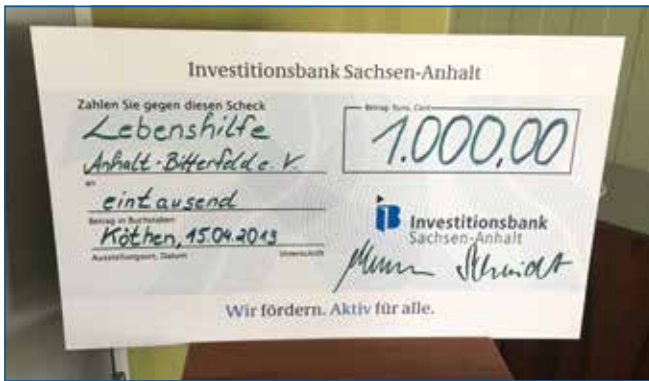 Investitionsbank Sachsen-Anhalt
Zahlen Sie gegen diesen Scheck
Betrag: Euro, Cent
Lebenshilfe
1.000,00
Anhalt-Bitterfeld e. V.
an
eintausend
Betrag in Buchstaben
Köthen, 15.04.2019
Ausstellungsort, Datum
Unterschrift
Investitionsbank
Sachsen-Anhalt
Schmidt
Wir fördern. Aktiv für alle.